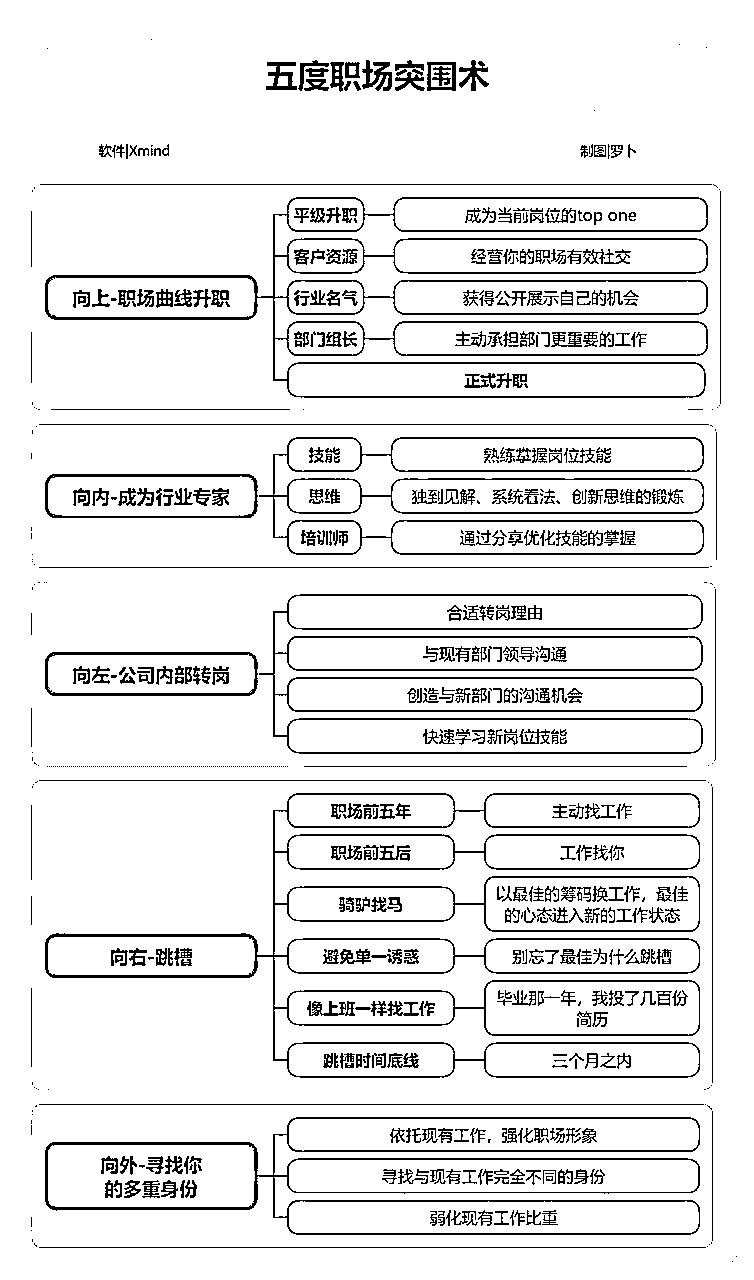 五度职场突围术
软件|Xmind
制图|罗卜
向上-职场曲线升职
平级升职
成为当前岗位的top one
客户资源
经营你的职场有效社交
行业名气
获得公开展示自己的机会
部门组长
主动承担部门更重要的工作
正式升职
向内-成为行业专家
技能
熟练掌握岗位技能
思维
独到见解、系统看法、创新思维的锻炼
培训师
通过分享优化技能的掌握
向左-公司内部转岗
合适转岗理由
与现有部门领导沟通
创造与新部门的沟通机会
快速学习新岗位技能
向右-跳槽
职场前五年
主动找工作
职场前五后
工作找你
骑驴找马
以最佳的筹码换工作，最佳
的心态进入新的工作状态
避免单一诱惑
别忘了最佳为什么跳槽
像上班一样找工作
毕业那一年，我投了几百份
简历
跳槽时间底线
三个月之内
向外-寻找你
的多重身份
依托现有工作，强化职场形象
寻找与现有工作完全不同的身份
弱化现有工作比重